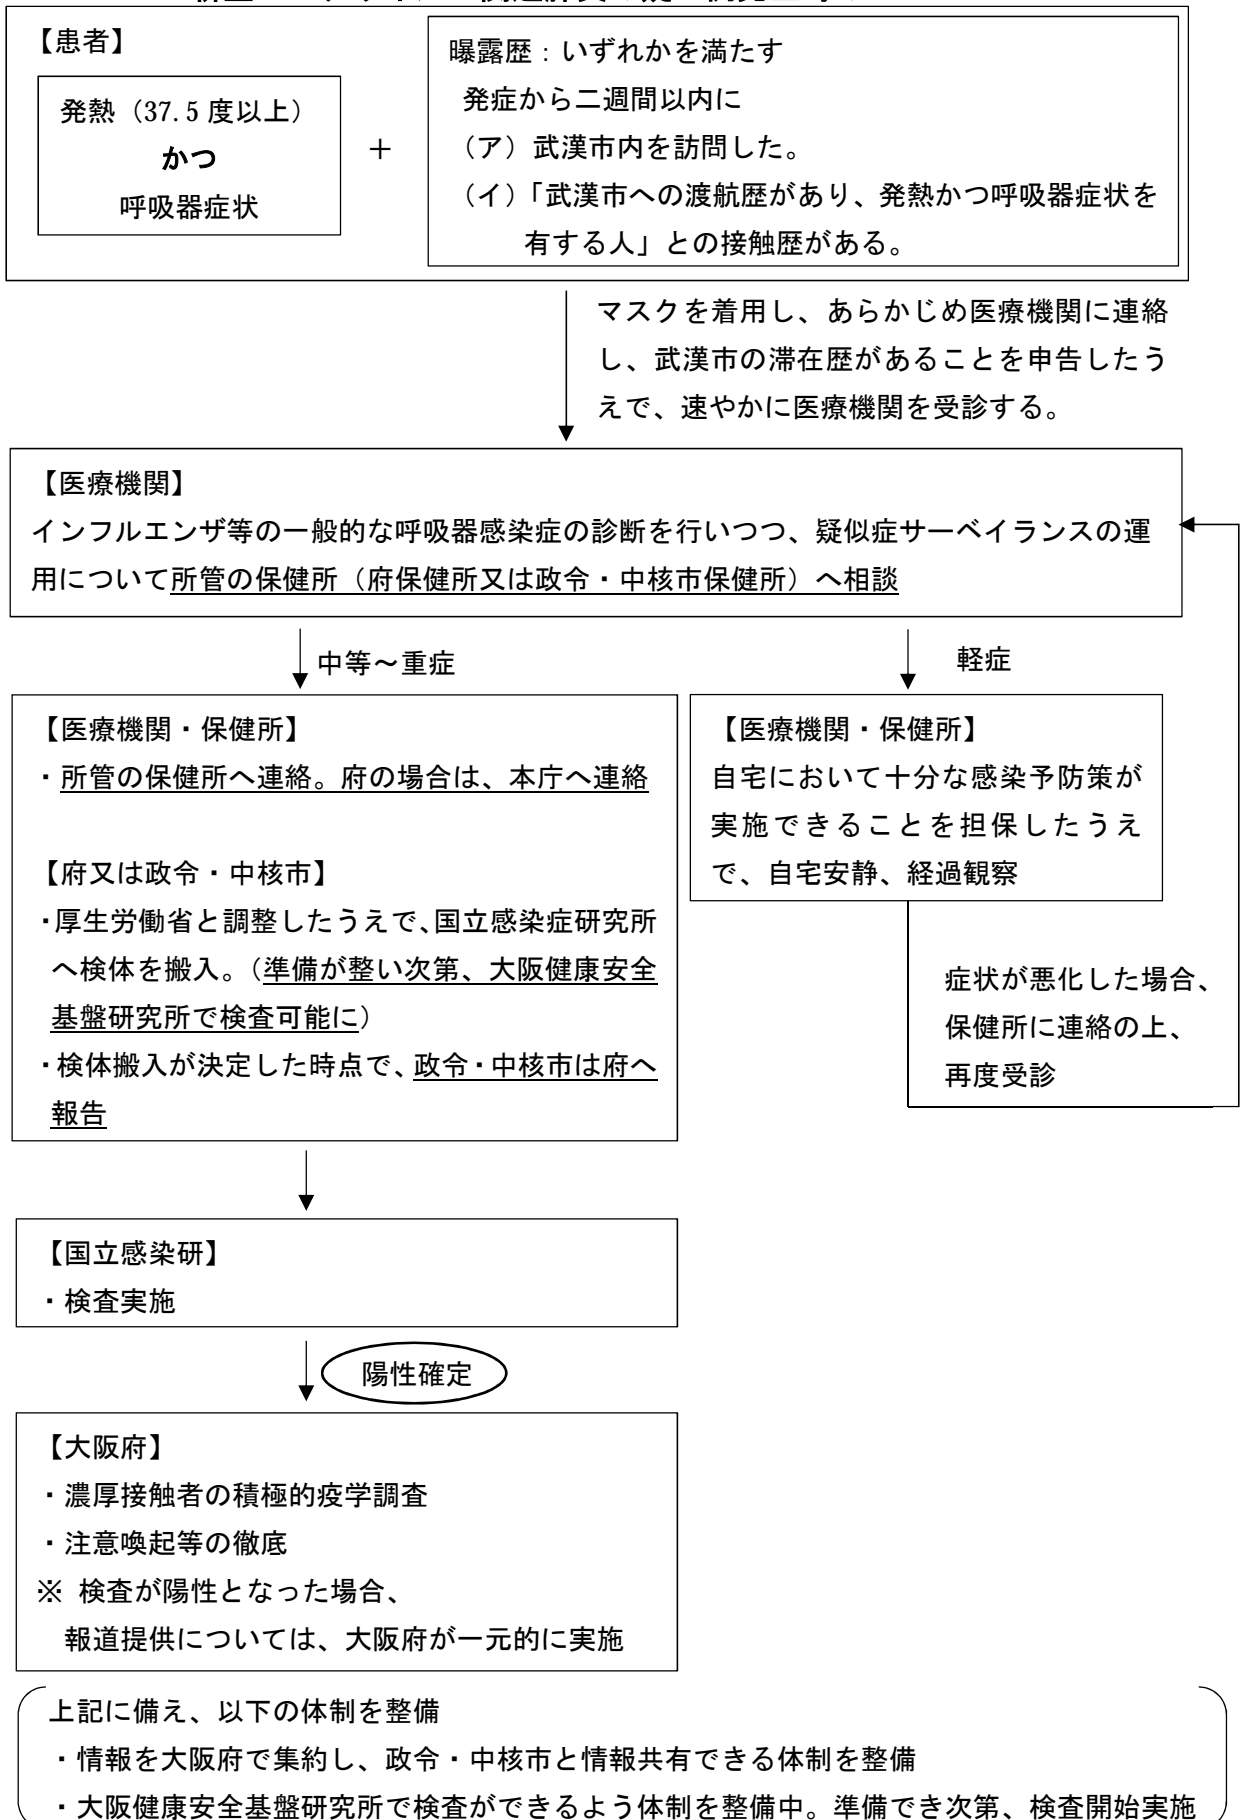 【患者】
発熱（37.5 度以上）
かつ
呼吸器症状
＋
曝露歴：いずれかを満たす
発症から二週間以内に
（ア）武漢市内を訪問した。
（イ）「武漢市への渡航歴があり、発熱かつ呼吸器症状を
有する人」との接触歴がある。
マスクを着用し、あらかじめ医療機関に連絡
し、武漢市の滞在歴があることを申告したう
えで、速やかに医療機関を受診する。
【医療機関】
インフルエンザ等の一般的な呼吸器感染症の診断を行いつつ、疑似症サーベイランスの運
用について所管の保健所（府保健所又は政令・中核市保健所）へ相談
中等～重症
軽症
【医療機関・保健所】
・所管の保健所へ連絡。府の場合は、本庁へ連絡
【府又は政令・中核市】
・厚生労働省と調整したうえで、国立感染症研究所
へ検体を搬入。（準備が整い次第、大阪健康安全
基盤研究所で検査可能に）
・検体搬入が決定した時点で、政令・中核市は府へ
報告
【医療機関・保健所】
自宅において十分な感染予防策が
実施できることを担保したうえ
で、自宅安静、経過観察
症状が悪化した場合、
保健所に連絡の上、
再度受診
【国立感染研】
・検査実施
陽性確定
【大阪府】
・濃厚接触者の積極的疫学調査
・注意喚起等の徹底
※ 検査が陽性となった場合、
報道提供については、大阪府が一元的に実施
上記に備え、以下の体制を整備
・情報を大阪府で集約し、政令・中核市と情報共有できる体制を整備
・大阪健康安全基盤研究所で検査ができるよう体制を整備中。準備でき次第、検査開始実施